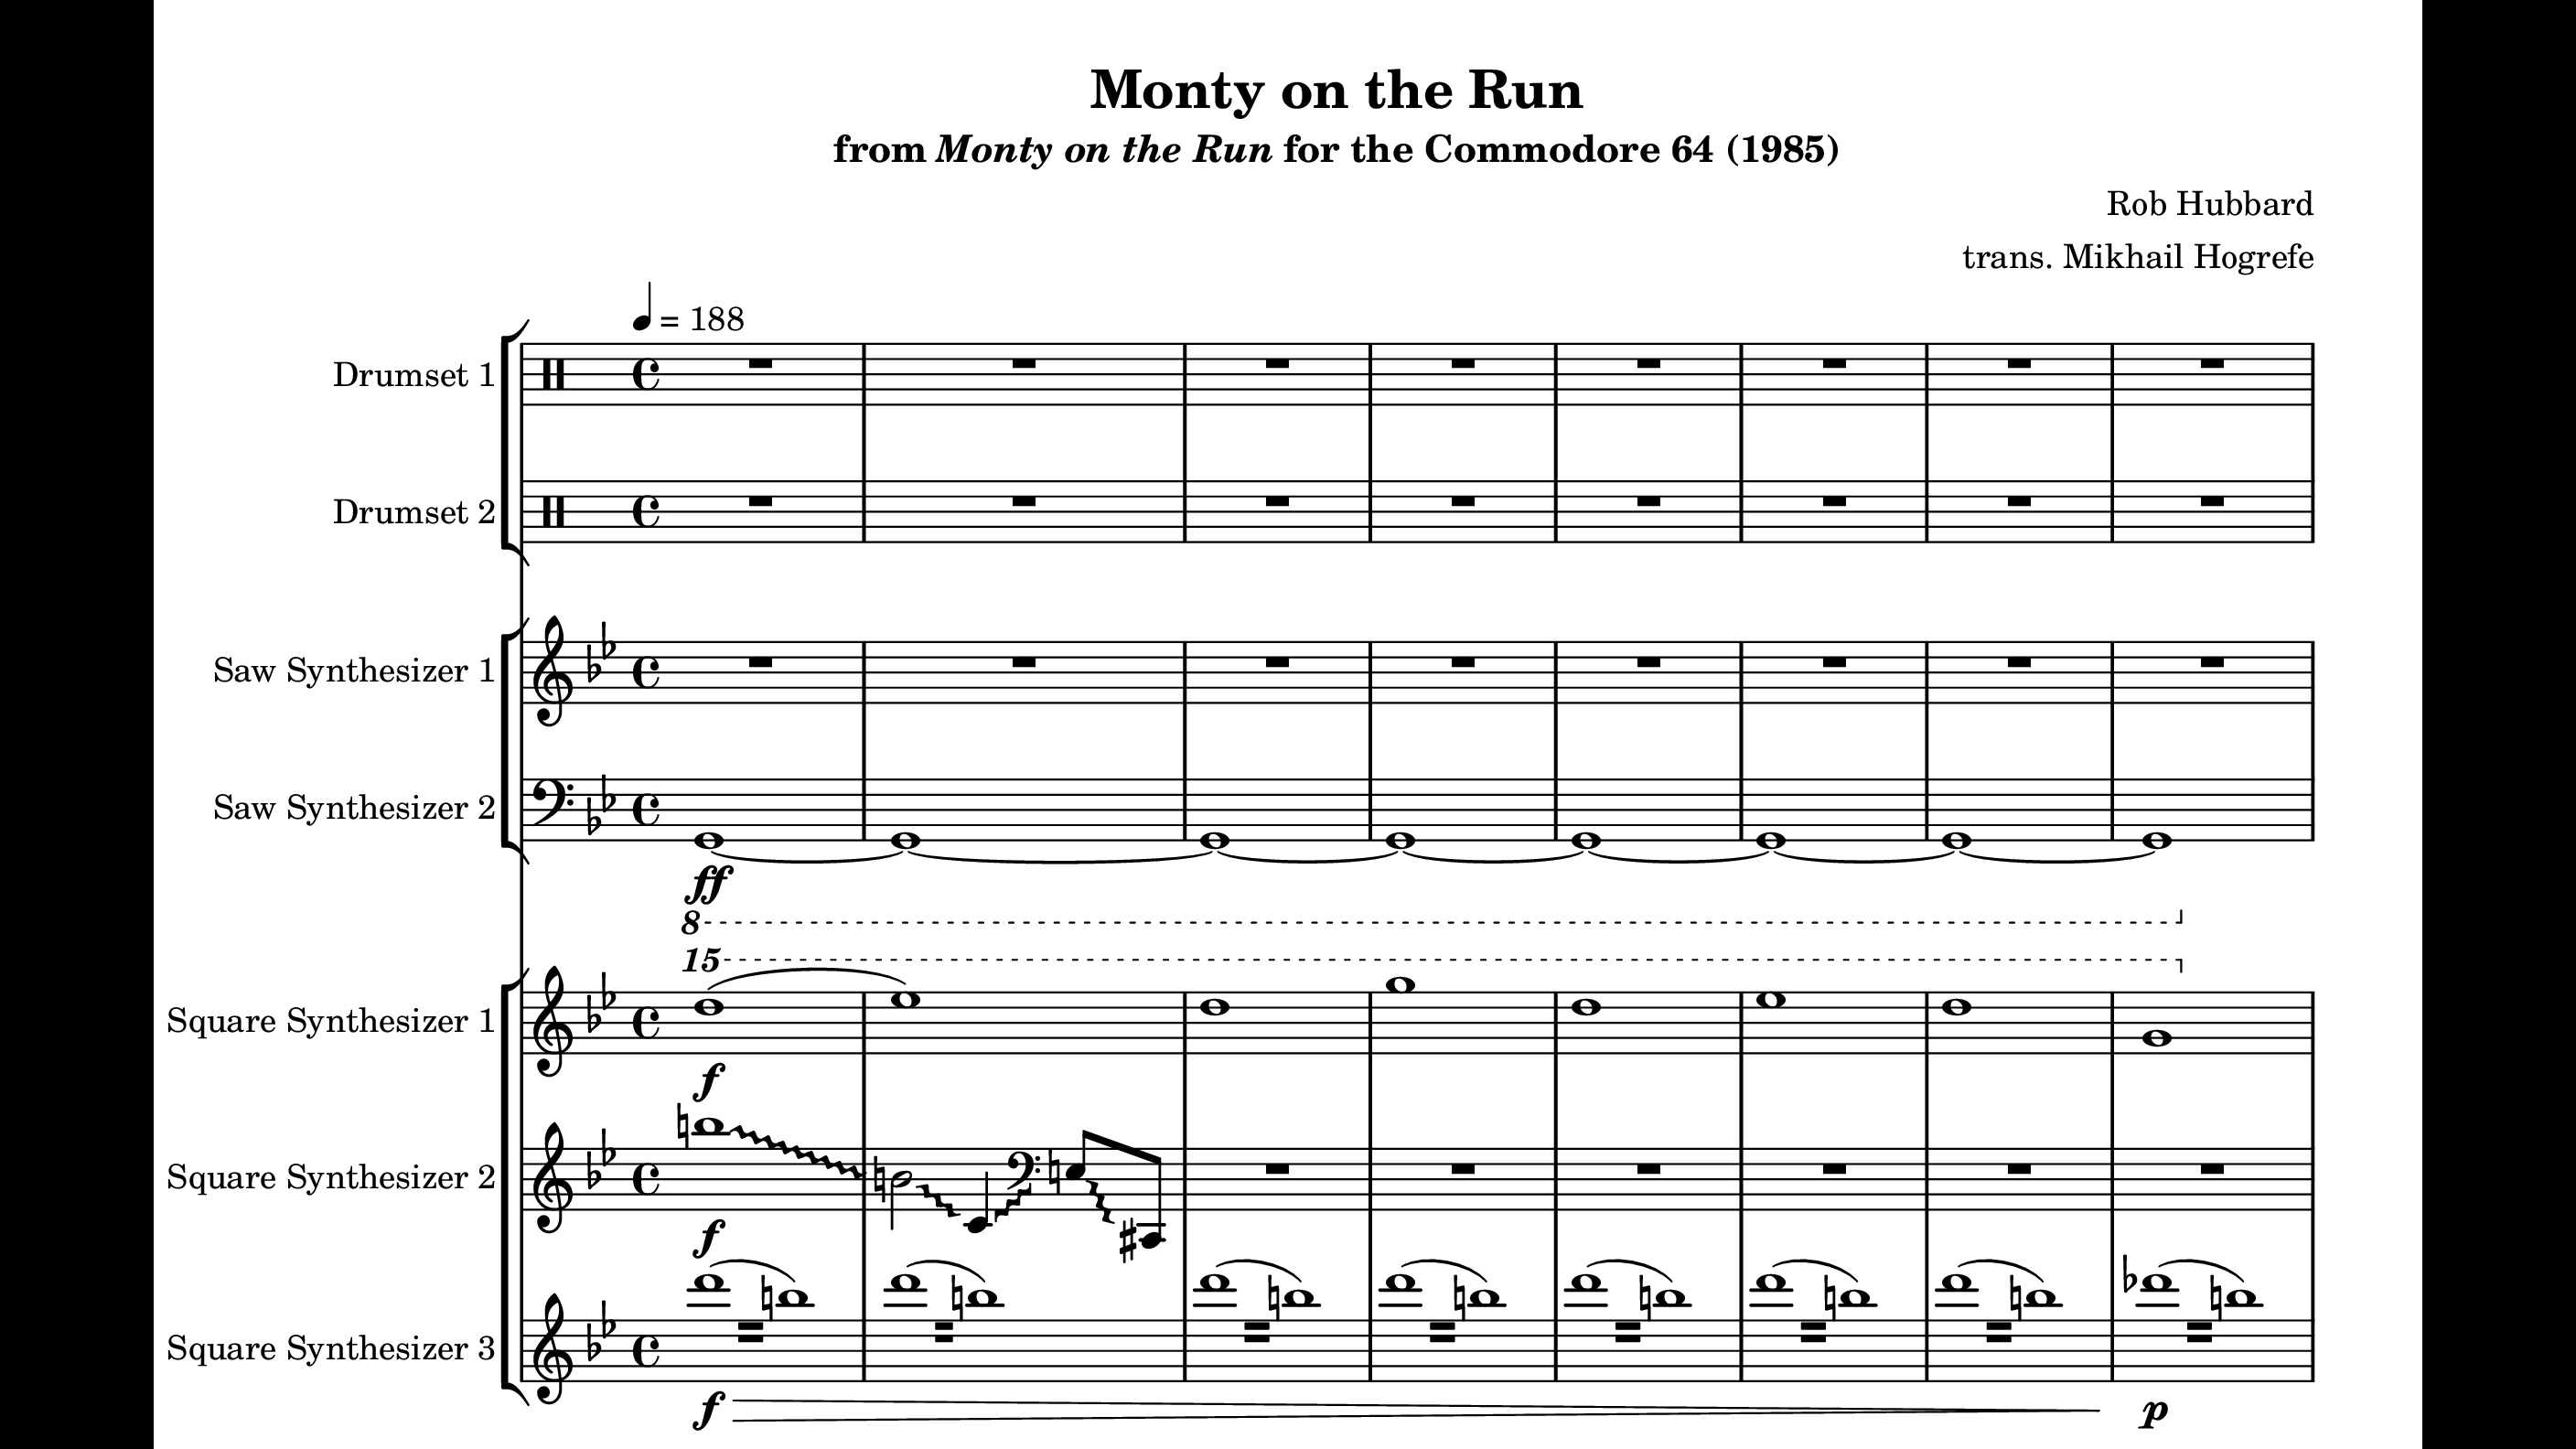 Monty on the Run
from Monty on the Run for the Commodore 64 (1985)
Rob Hubbard
trans. Mikhail Hogrefe
= 188
Drumset 1
Drumset 2
Saw Synthesizer 1
Saw Synthesizer 2
ff
8
15
Square Synthesizer 1
f
Square Synthesizer 2
f
Square Synthesizer 3
f p